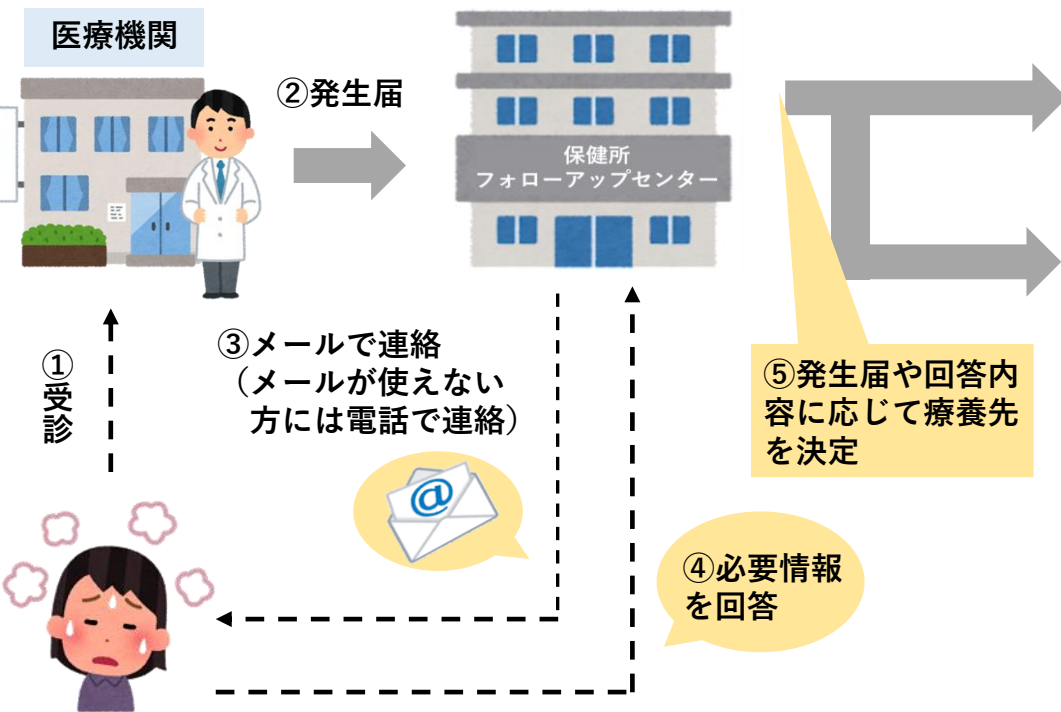 医療機関
②発生届
保健所
フォローアップセンター
①
受
診
③メールで連絡
（メールが使えない
方には電話で連絡）
@
④必要情報
を回答
⑤発生届や回答内
容に応じて療養先
を決定